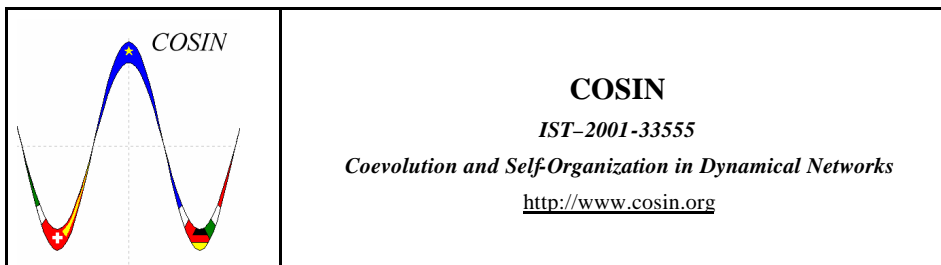 COSIN
COSIN
IST–2001-33555
Coevolution and Self-Organization in Dynamical Networks
http://www.cosin.org